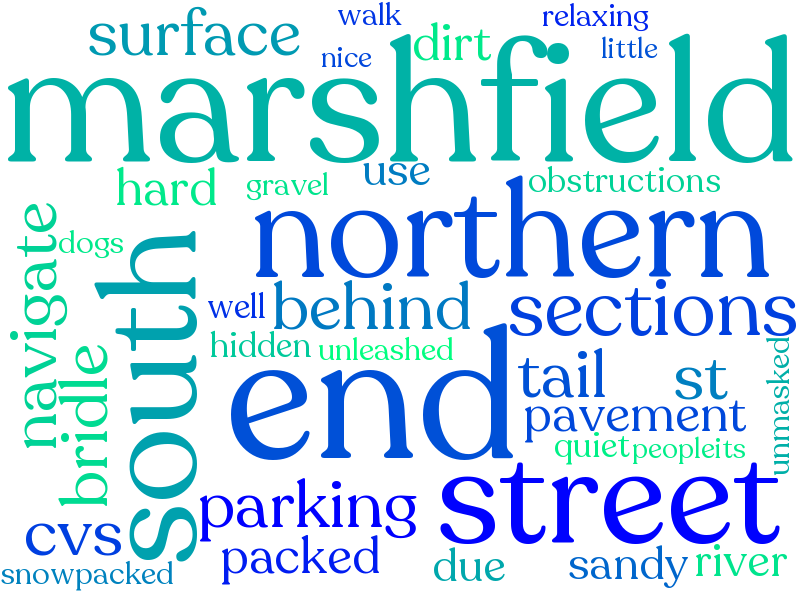 walk
relaxing
surface
dirt
nice
little
marshfield
hard
gravel
use
obstructions
navigate
dogs
south
northern
well
behind
sections
hidden
unleashed
end
bridle
tail
st
unmasked
pavement
quiet
peopleits
street
parking
cvs
packed
snowpacked
due
sandy
river